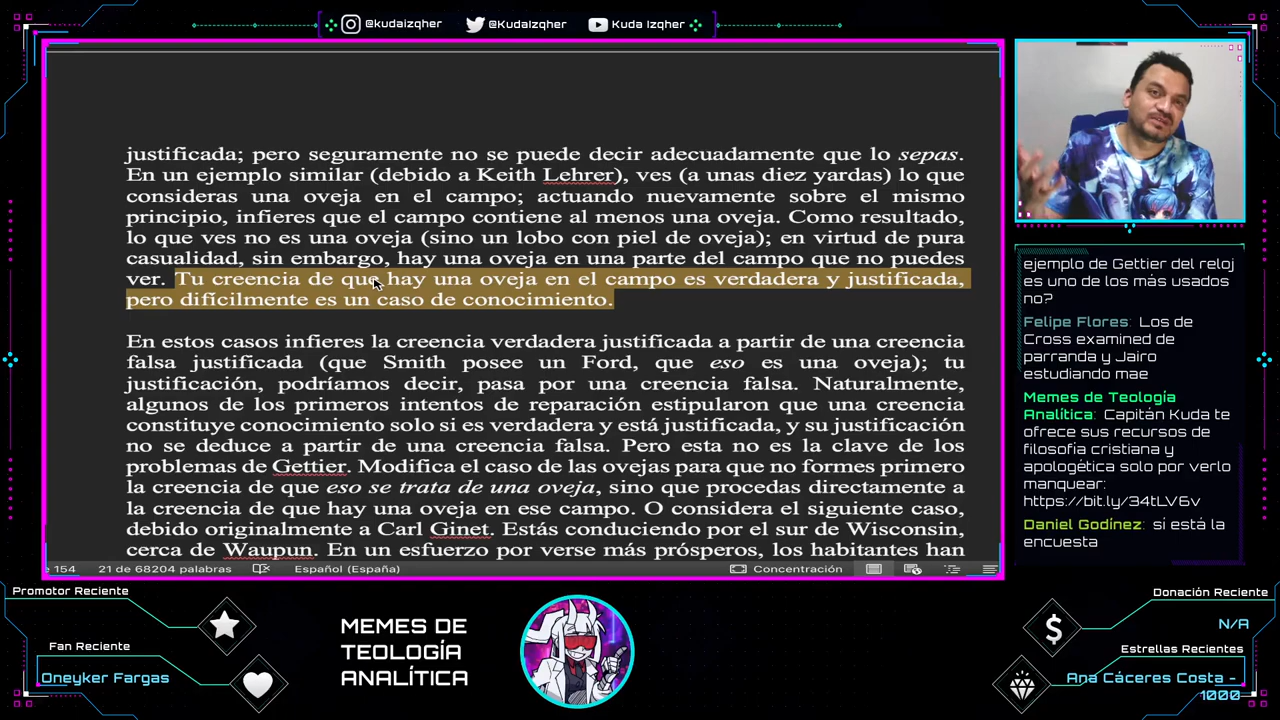 @kudaizqher
@KudaIzqher
Kuda Izqher
justificada; pero seguramente no se puede decir adecuadamente que lo sepas.
En un ejemplo similar (debido a Keith Lehrer), ves (a unas diez yardas) lo que
consideras una oveja en el campo; actuando nuevamente sobre el mismo
principio, infieres que el campo contiene al menos una oveja. Como resultado,
lo que ves no es una oveja (sino un lobo con piel de oveja); en virtud de pura
casualidad, sin embargo, hay una oveja en una parte del campo que no puedes
ver. Tu creencia de que hay una oveja en el campo es verdadera y justificada,
pero difícilmente es un caso de conocimiento.
En estos casos infieres la creencia verdadera justificada a partir de una creencia
falsa justificada (que Smith posee un Ford, que eso es una oveja); tu
justificación, podríamos decir, pasa por una creencia falsa. Naturalmente,
algunos de los primeros intentos de reparación estipularon que una creencia
constituye conocimiento solo si es verdadera y está justificada, y su justificación
no se deduce a partir de una creencia falsa. Pero esta no es la clave de los
problemas de Gettier. Modifica el caso de las ovejas para que no formes primero
la creencia de que eso se trata de una oveja, sino que procedas directamente a
la creencia de que hay una oveja en ese campo. O considera el siguiente caso,
debido originalmente a Carl Ginet. Estás conduciendo por el sur de Wisconsin,
cerca de Waupun. En un esfuerzo por verse más prósperos, los habitantes han
e 154 21 de 68204 palabras Español (España) Concentración
ejemplo de Gettier del reloj
es uno de los más usados
no?
Felipe Flores: Los de
Cross examined de
parranda y Jairo
estudiando mae
Memes de Teología
Analítica: Capitán Kuda te
ofrece sus recursos de
filosofía cristiana y
apologética solo por verlo
manquear:
https://bit.ly/34tLV6v
Daniel Godínez: sí está la
encuesta
Promotor Reciente
Fan Reciente
Oneyker Fargas
MEMES DE
TEOLOGÍA
ANALÍTICA
Donación Reciente
N/A
Estrellas Recientes
Ana Cáceres Costa -
1000